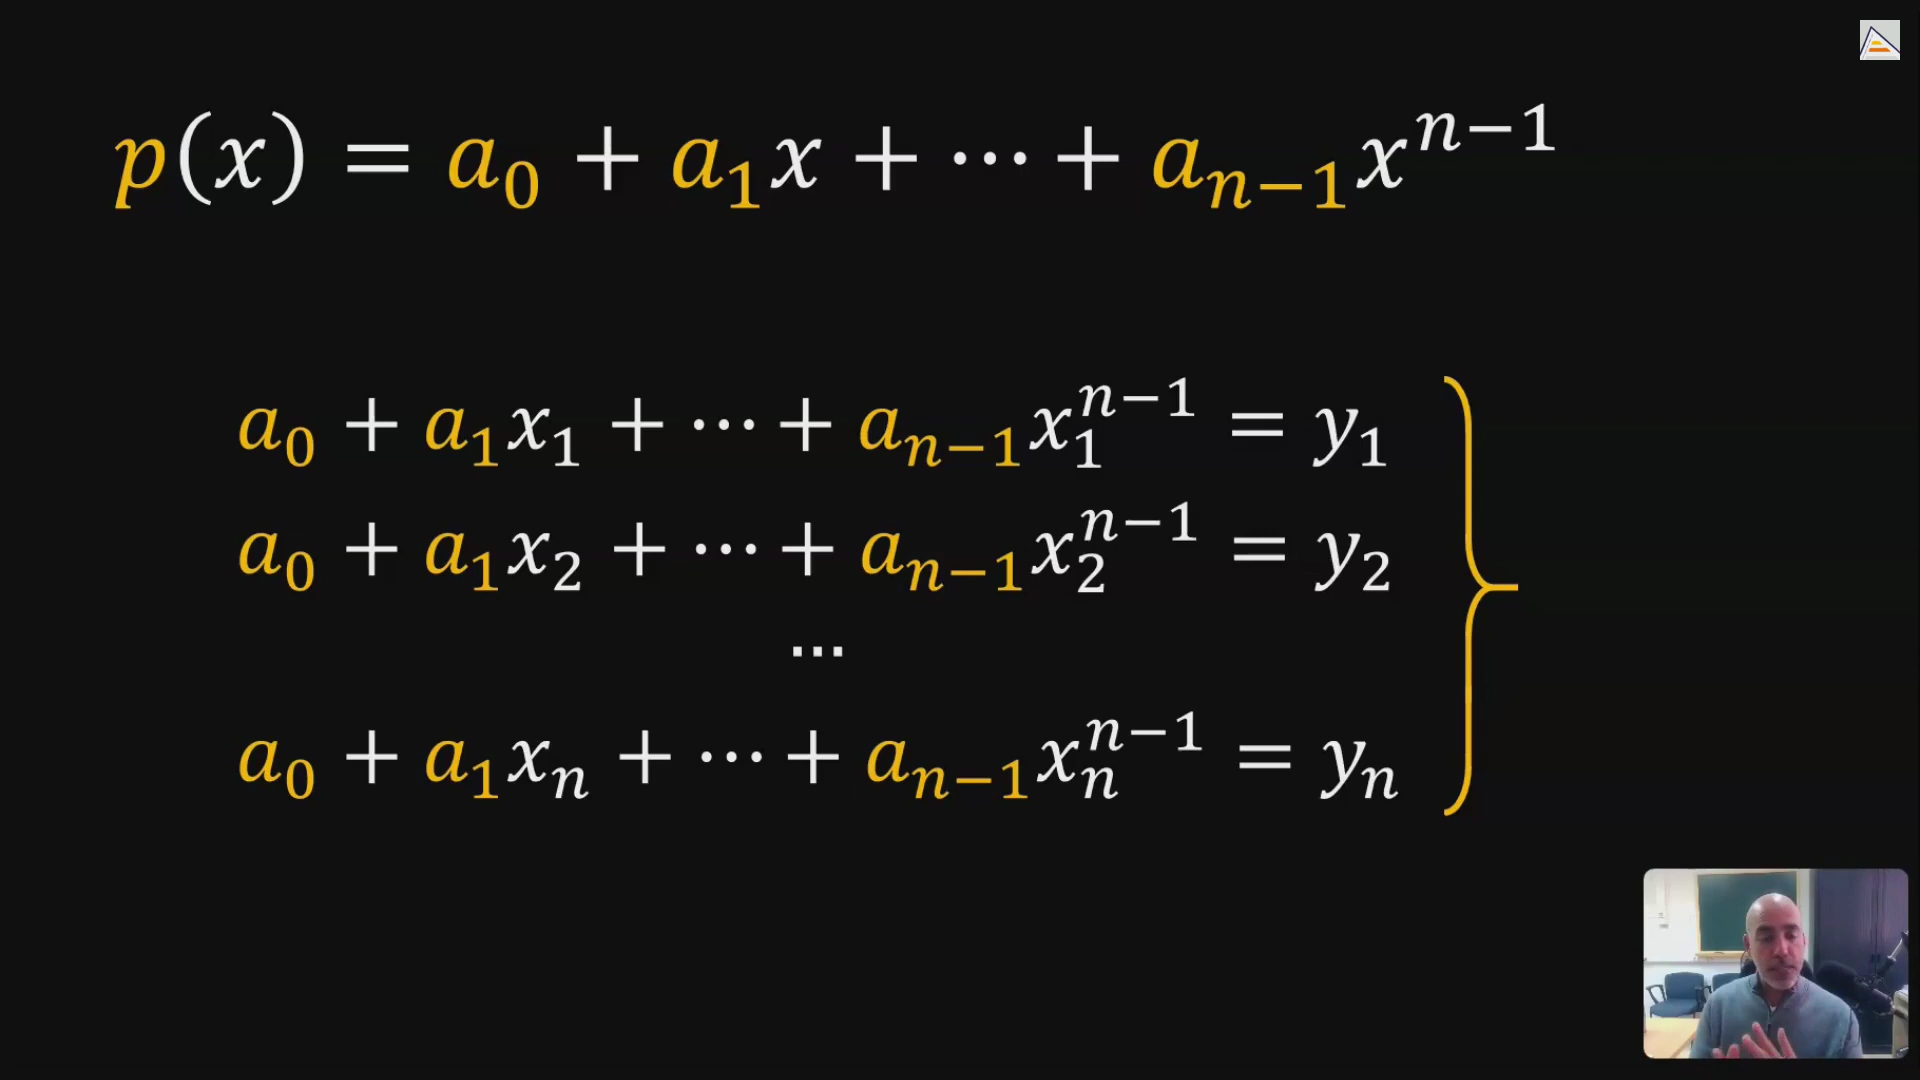 p(x) = a₀ + a₁x + ⋯ + aₙ₋₁xⁿ⁻¹
a₀ + a₁x₁ + ⋯ + aₙ₋₁x₁ⁿ⁻¹ = y₁
a₀ + a₁x₂ + ⋯ + aₙ₋₁x₂ⁿ⁻¹ = y₂
...
a₀ + a₁xₙ + ⋯ + aₙ₋₁xₙⁿ⁻¹ = yₙ